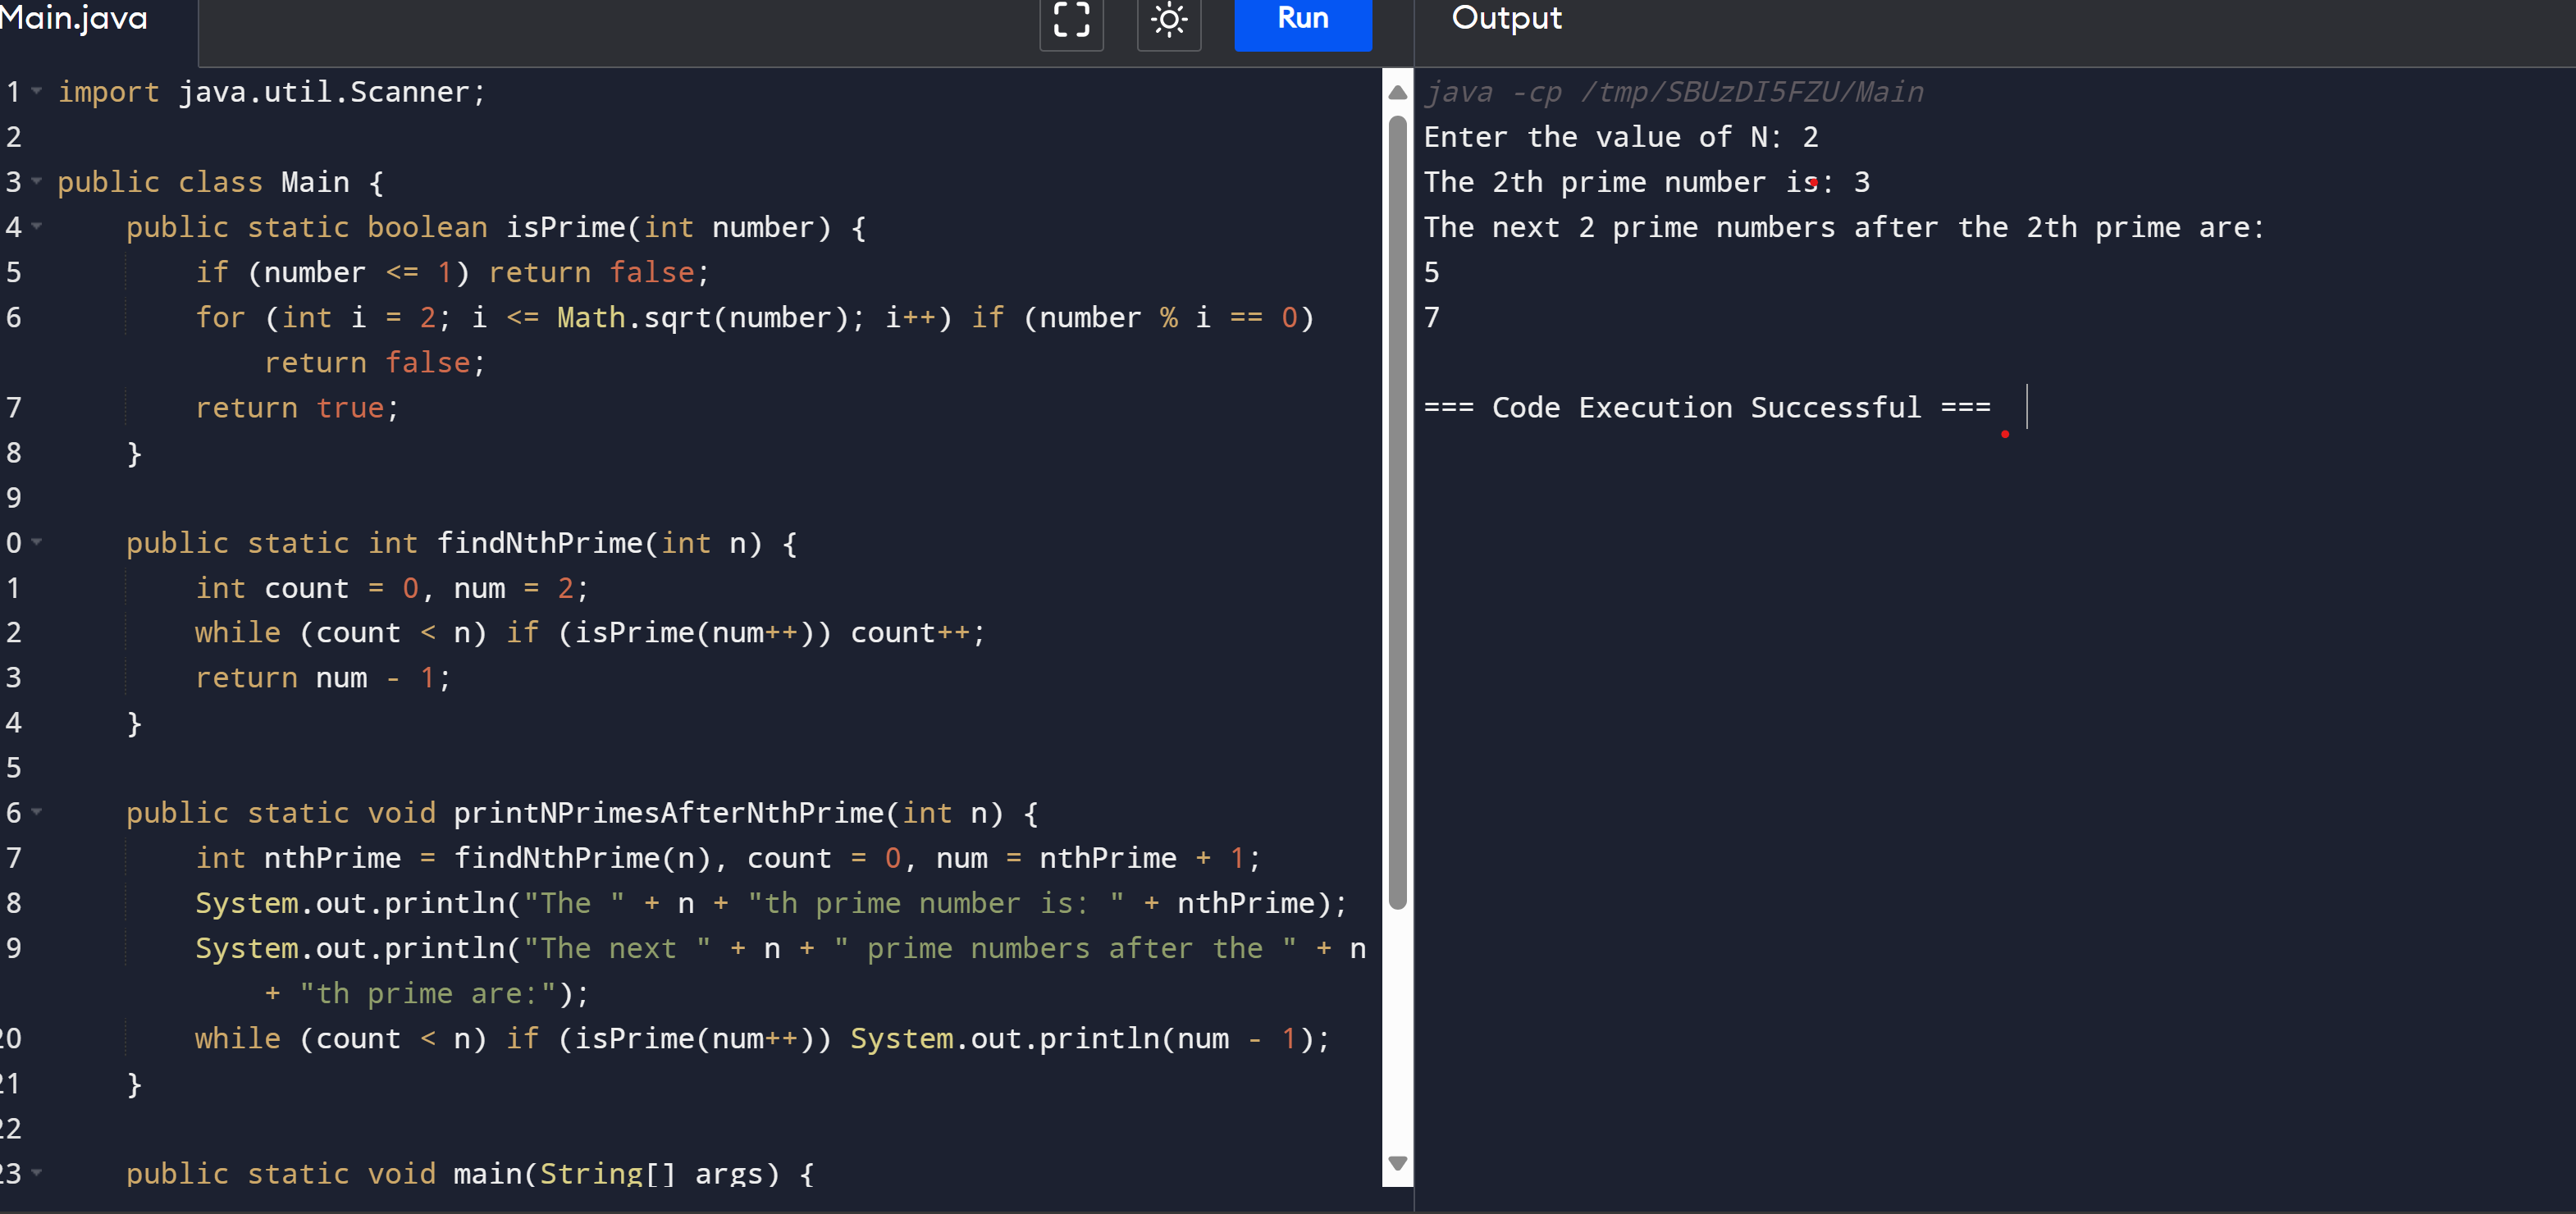 Main.java
Run
Output
1 import java.util.Scanner;
2
3 public class Main {
4 public static boolean isPrime(int number) {
5 if (number <= 1) return false;
6 for (int i = 2; i <= Math.sqrt(number); i++) if (number % i == 0)
return false;
7 return true;
8 }
9
0 public static int findNthPrime(int n) {
1 int count = 0, num = 2;
2 while (count < n) if (isPrime(num++)) count++;
3 return num - 1;
4 }
5
6 public static void printNPrimesAfterNthPrime(int n) {
7 int nthPrime = findNthPrime(n), count = 0, num = nthPrime + 1;
8 System.out.println("The " + n + "th prime number is: " + nthPrime);
9 System.out.println("The next " + n + " prime numbers after the " + n
+ "th prime are:");
20 while (count < n) if (isPrime(num++)) System.out.println(num - 1);
21 }
22
23 public static void main(String[] args) {
java -cp /tmp/SBUzDI5FZU/Main
Enter the value of N: 2
The 2th prime number is: 3
The next 2 prime numbers after the 2th prime are:
5
7
=== Code Execution Successful ===